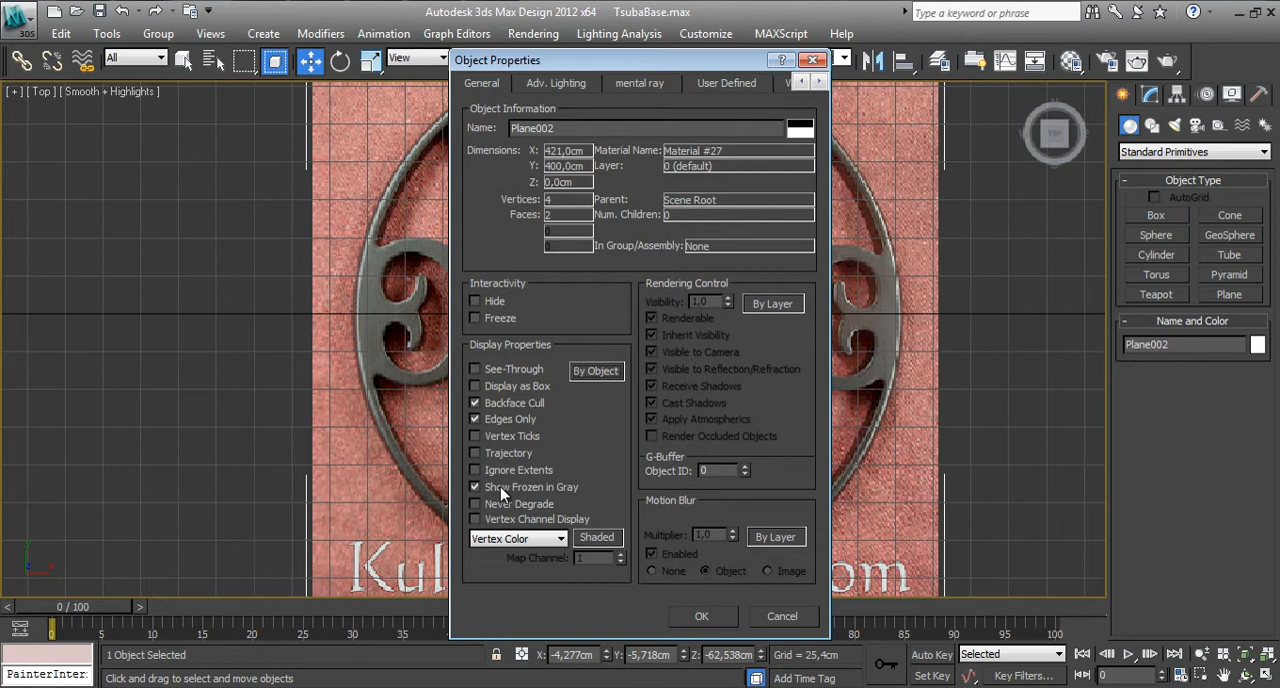 Autodesk 3ds Max Design 2012 x64 TsubaBase.max
Type a keyword or phrase
3DS
Edit Tools Group Views Create Modifiers Animation Graph Editors Rendering Lighting Analysis Customize MAXScript Help
All
View
Object Properties
General Adv. Lighting mental ray User Defined
[ + ] [ Top ] [ Smooth + Highlights ]
Object Information
Name: Plane002
Dimensions: X: 421,0cm Material Name: Material #27
Y: 400,0cm Layer: 0 (default)
Z: 0,0cm
Vertices: 4 Parent: Scene Root
Faces: 2 Num. Children: 0
0
0 In Group/Assembly: None
Interactivity
Hide
Freeze
Display Properties
See-Through By Object
Display as Box
Backface Cull
Edges Only
Vertex Ticks
Trajectory
Ignore Extents
Show Frozen in Gray
Never Degrade
Vertex Channel Display
Vertex Color Shaded
Map Channel: 1
Rendering Control
Visibility: 1,0 By Layer
Renderable
Inherit Visibility
Visible to Camera
Visible to Reflection/Refraction
Receive Shadows
Cast Shadows
Apply Atmospherics
Render Occluded Objects
G-Buffer
Object ID: 0
Motion Blur
Multiplier: 1,0 By Layer
Enabled
None Object Image
OK Cancel
TOP
Standard Primitives
Object Type
AutoGrid
Box Cone
Sphere GeoSphere
Cylinder Tube
Torus Pyramid
Teapot Plane
Name and Color
Plane002
Kul
om
y
x
z
0 / 100
0 5 10 15 20 25 30 35 80 85 90 95 100
1 Object Selected X: -4,277cm Y: -5,718cm Z: -62,538cm Grid = 25,4cm Auto Key Selected
PainterInter: Click and drag to select and move objects Add Time Tag Set Key Key Filters... 0